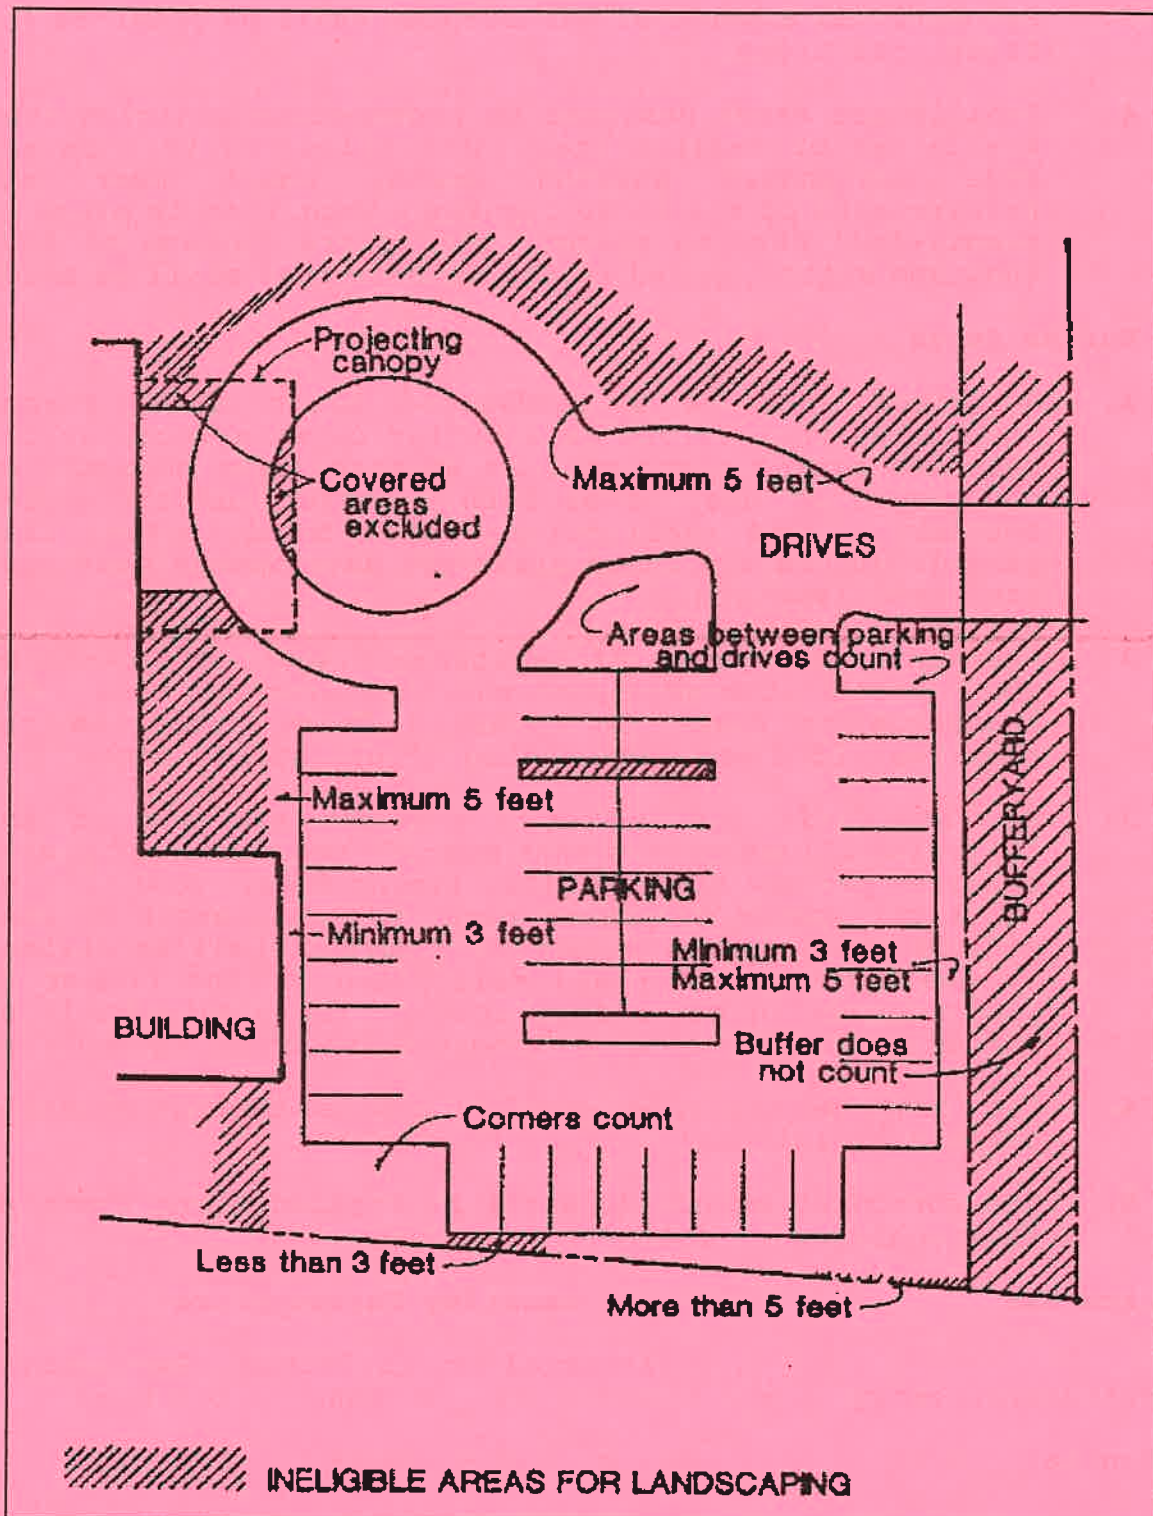 Projecting
canopy
Covered
areas
excluded
Maximum 5 feet
DRIVES
Areas between parking
and drives count
BUFFERYARD
Maximum 5 feet
PARKING
Minimum 3 feet
Minimum 3 feet
Maximum 5 feet
BUILDING
Buffer does
not count
Corners count
Less than 3 feet
More than 5 feet
INELIGIBLE AREAS FOR LANDSCAPING